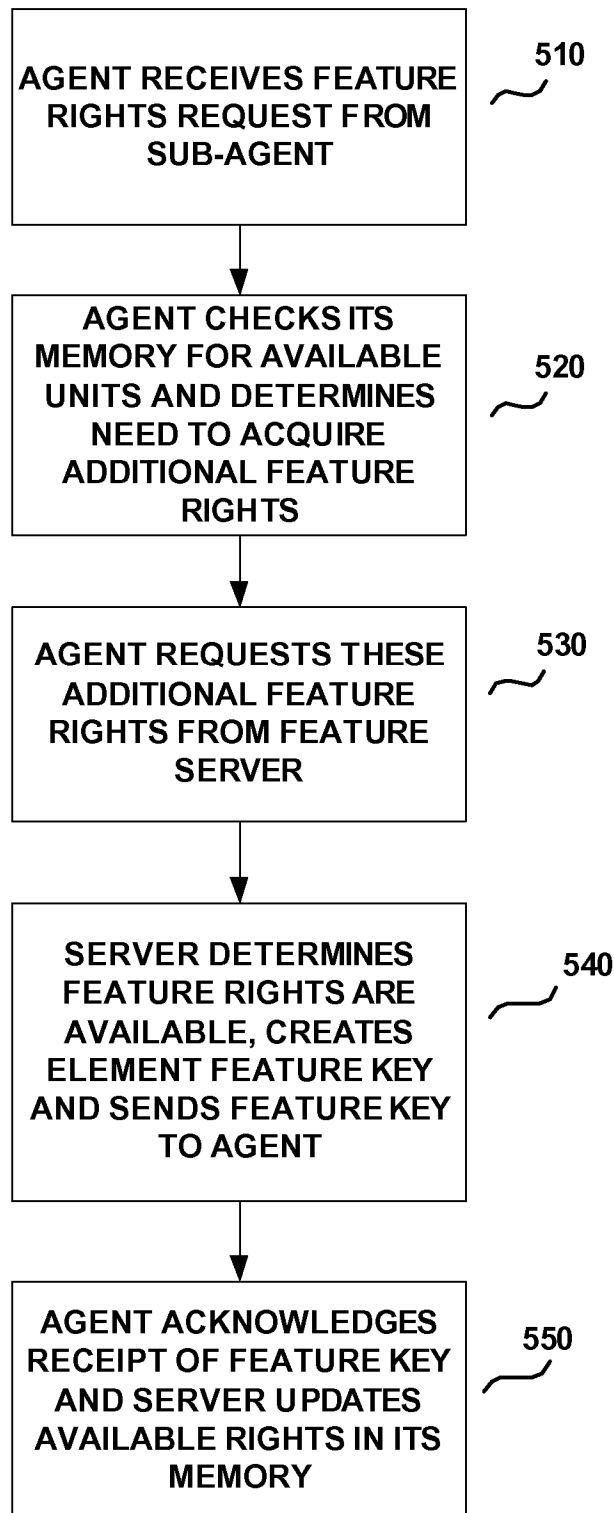 AGENT RECEIVES FEATURE
RIGHTS REQUEST FROM
SUB-AGENT
510
AGENT CHECKS ITS
MEMORY FOR AVAILABLE
UNITS AND DETERMINES
NEED TO ACQUIRE
ADDITIONAL FEATURE
RIGHTS
520
AGENT REQUESTS THESE
ADDITIONAL FEATURE
RIGHTS FROM FEATURE
SERVER
530
SERVER DETERMINES
FEATURE RIGHTS ARE
AVAILABLE, CREATES
ELEMENT FEATURE KEY
AND SENDS FEATURE KEY
TO AGENT
540
AGENT ACKNOWLEDGES
RECEIPT OF FEATURE KEY
AND SERVER UPDATES
AVAILABLE RIGHTS IN ITS
MEMORY
550